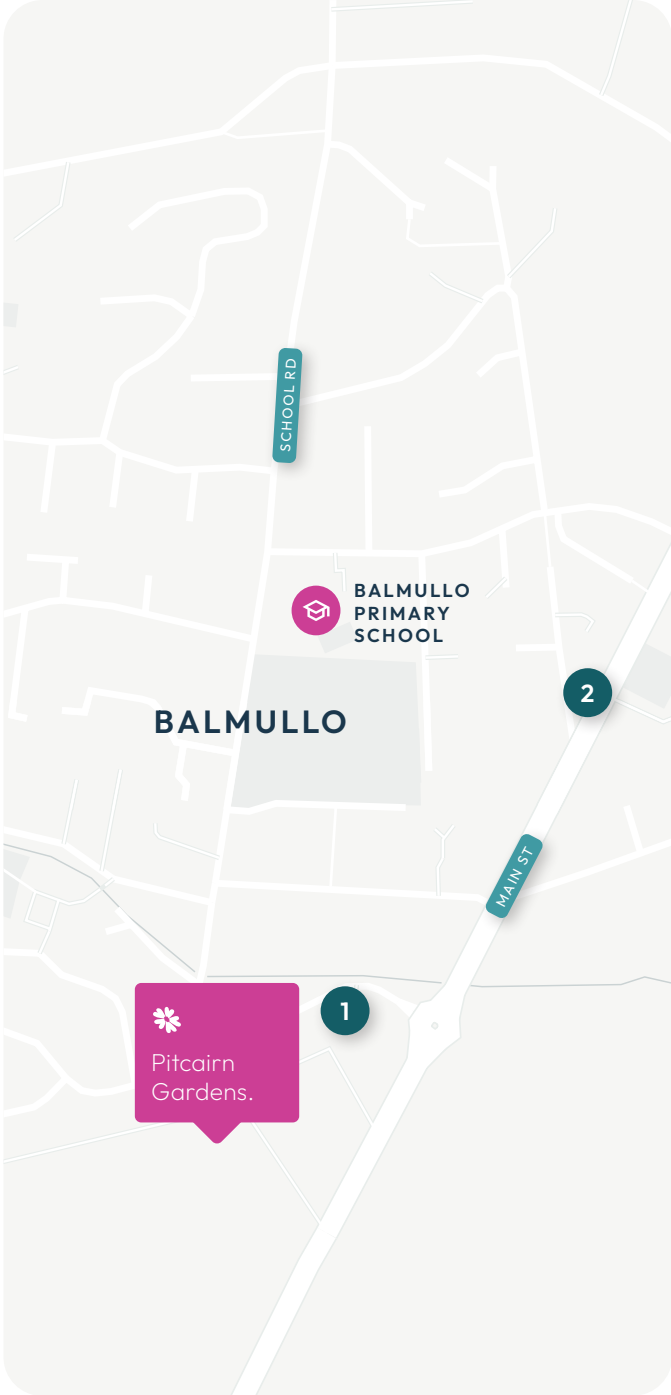 SCHOOL RD
BALMULLO
PRIMARY
SCHOOL
2
BALMULLO
MAIN ST
1
Pitcairn
Gardens.